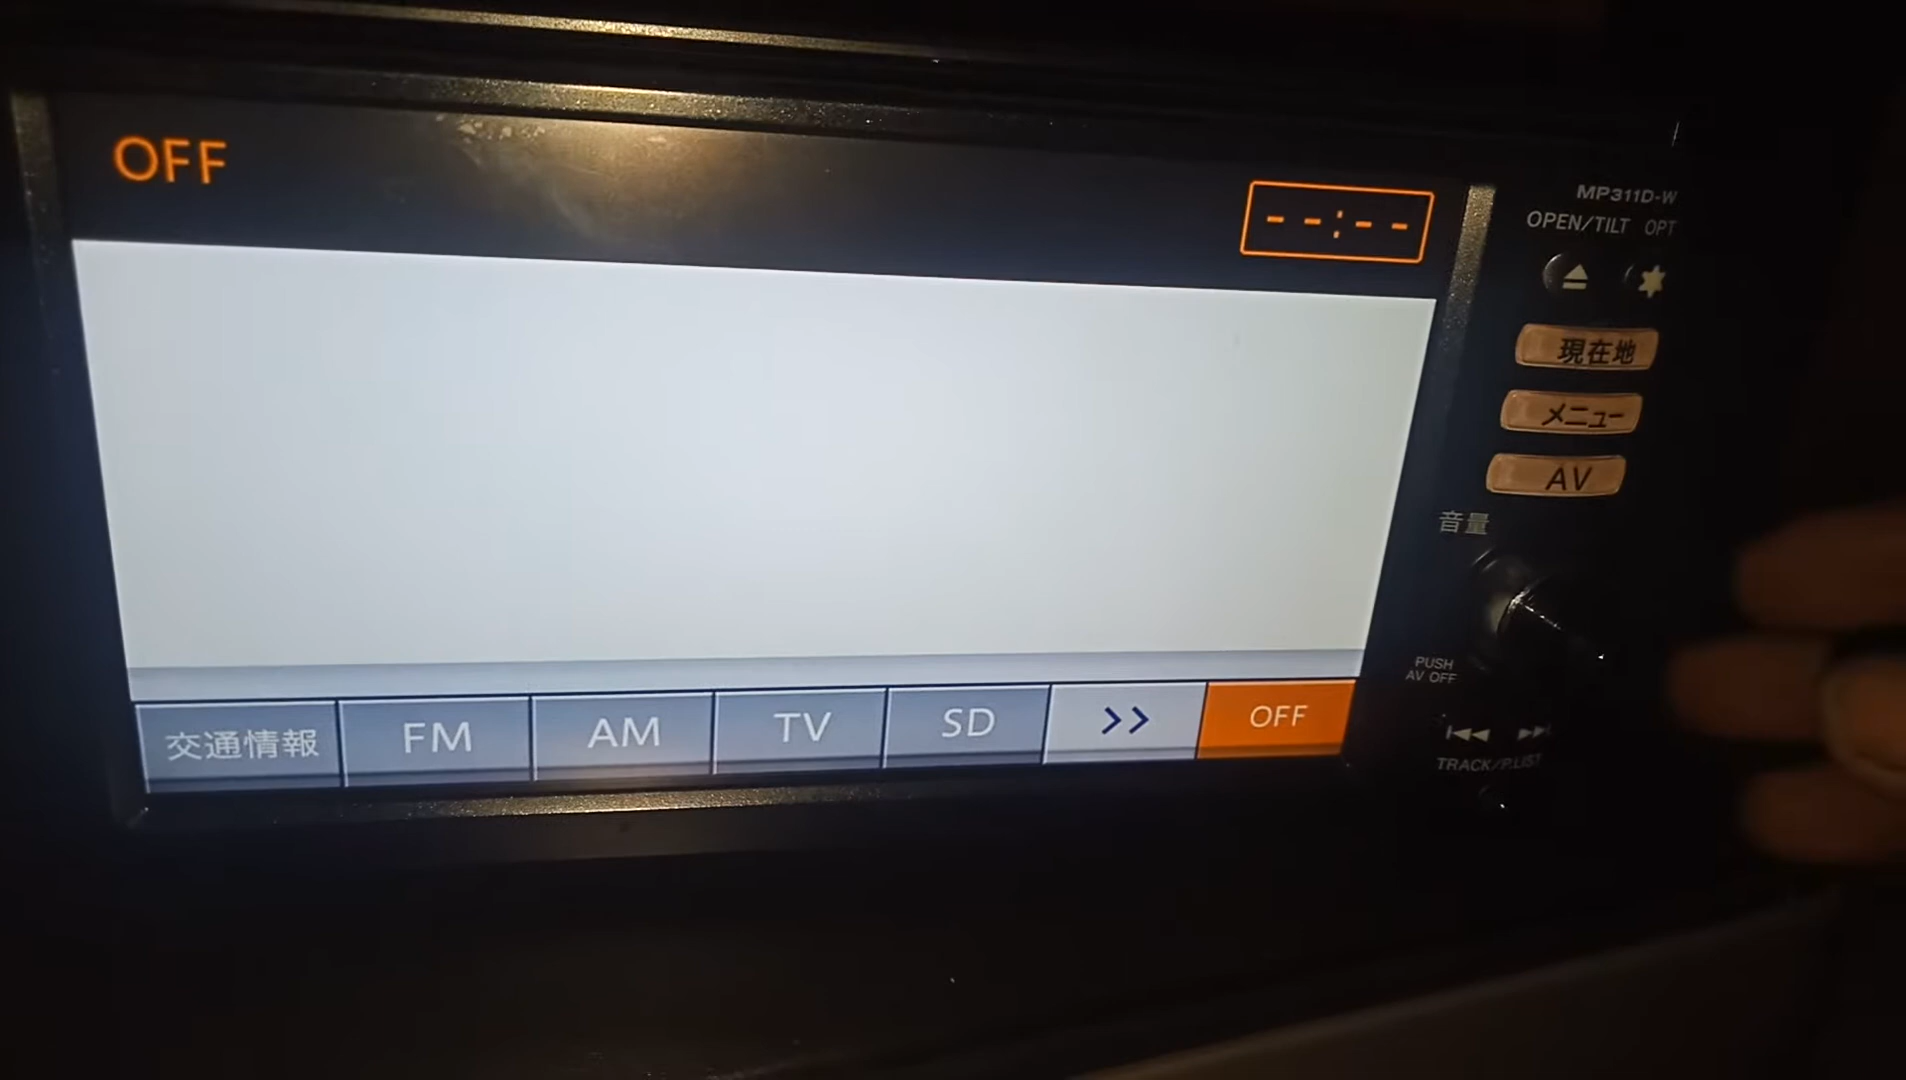 OFF
--:--
MP311D-W
OPEN/TILT OPT
現在地
メニュー
AV
音量
PUSH
AV OFF
TRACK/P.LIST
交通情報 FM AM TV SD >> OFF